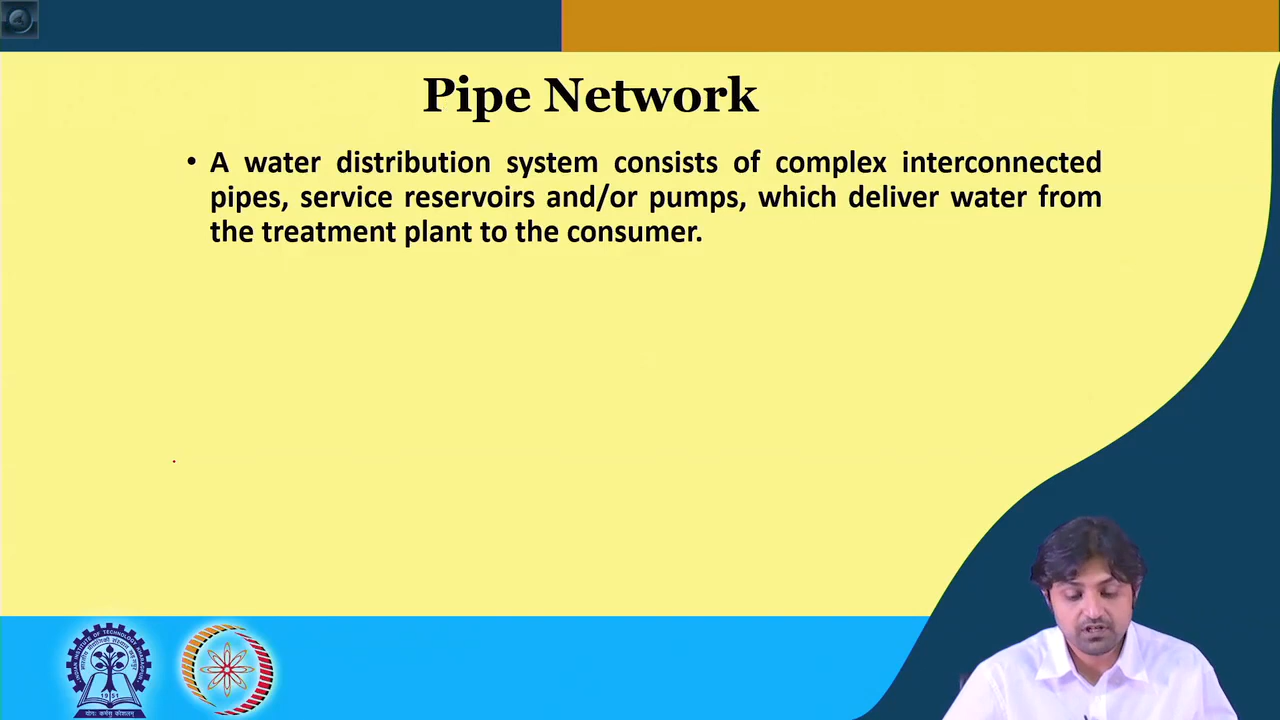 Pipe Network
• A water distribution system consists of complex interconnected
pipes, service reservoirs and/or pumps, which deliver water from
the treatment plant to the consumer.
1951